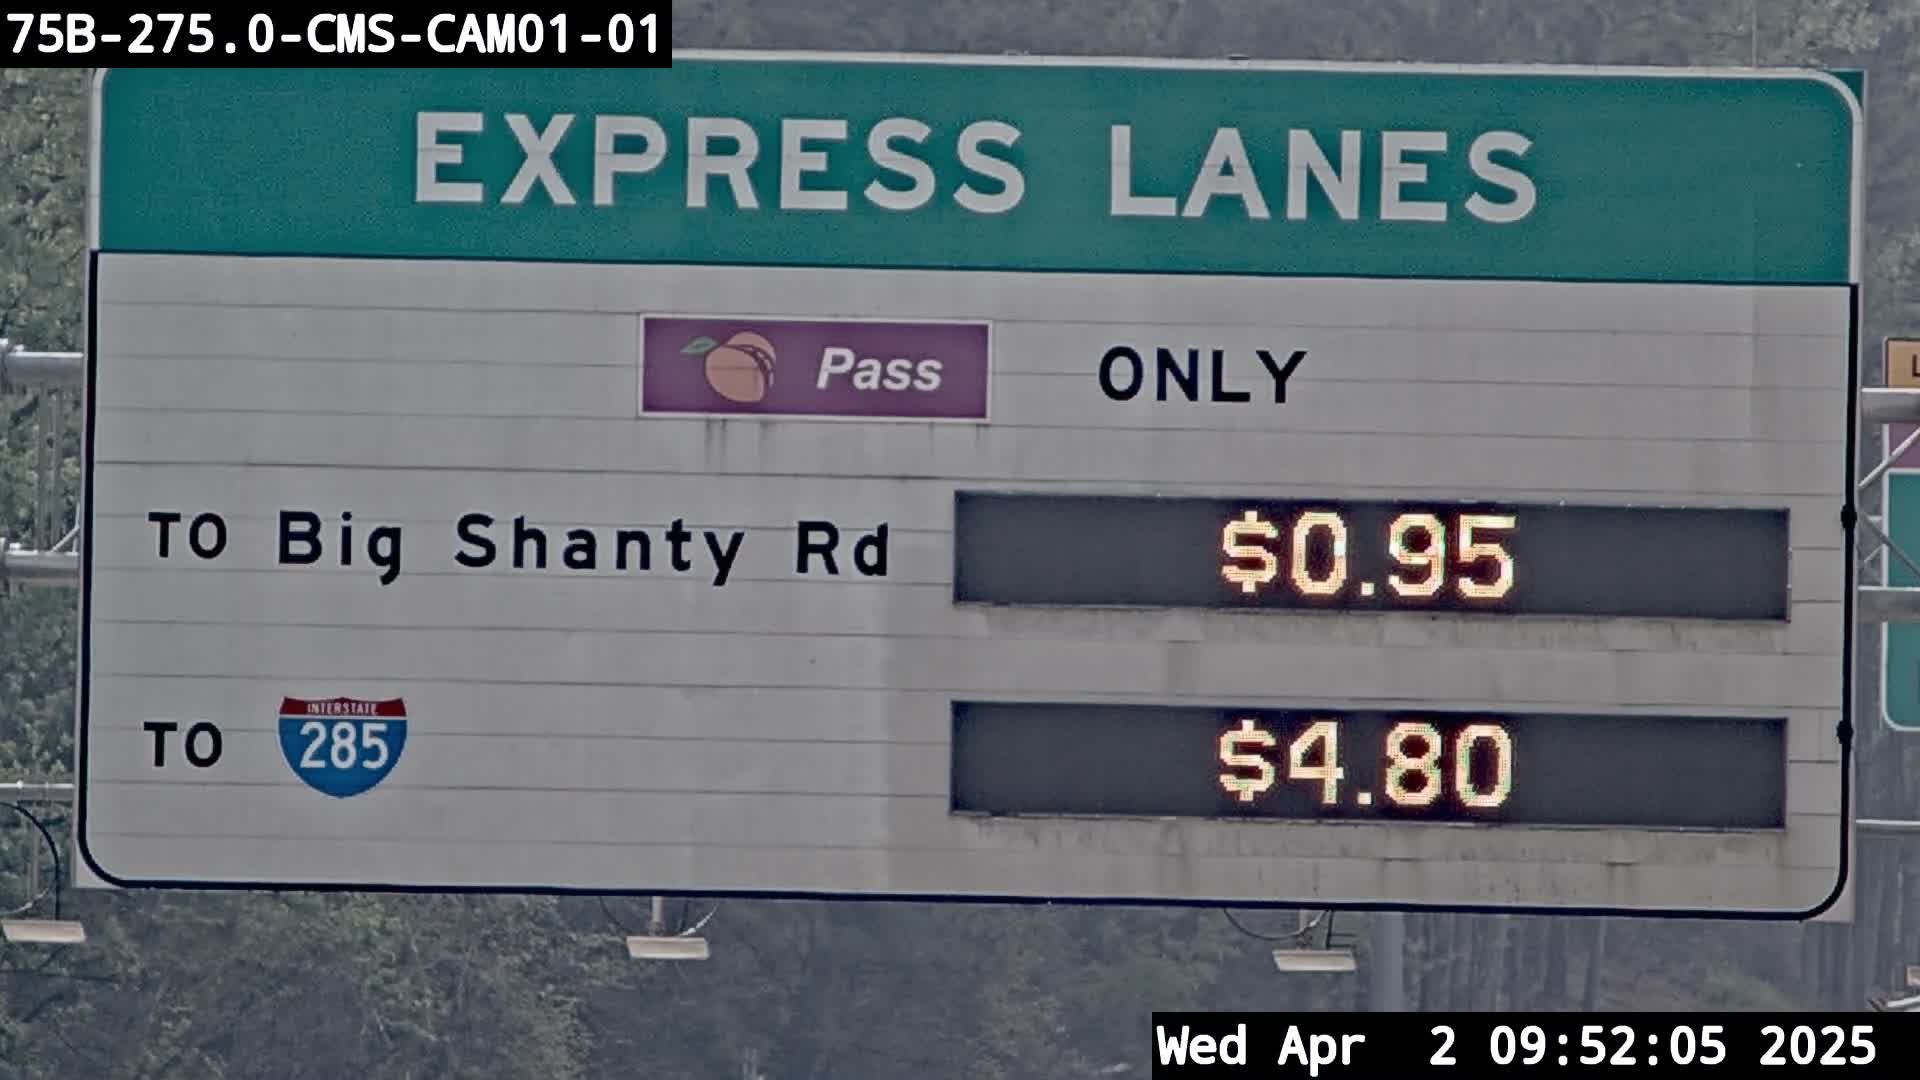 75B-275.0-CMS-CAM01-01
EXPRESS LANES
Pass ONLY
TO Big Shanty Rd $0.95
INTERSTATE
TO 285 $4.80
Wed Apr 2 09:52:05 2025